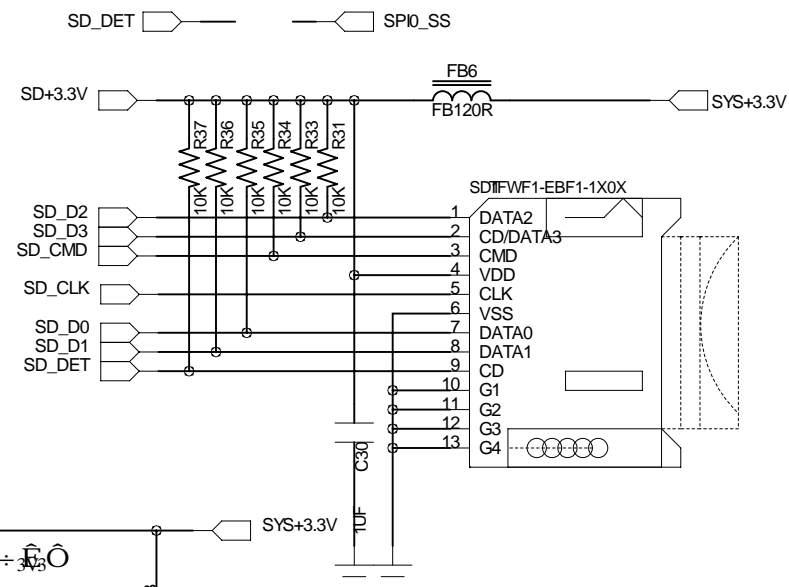 SD_DET SPI0_SS
FB6
SD+3.3V SYS+3.3V
FB120R
R37 R36 R35 R34 R33 R31
10K 10K 10K 10K 10K 10K
SD_D2 1 DATA2
SD_D3 2 CD/DATA3
SD_CMD 3 CMD
4 VDD
SD_CLK 5 CLK
6 VSS
SD_D0 7 DATA0
SD_D1 8 DATA1
SD_DET 9 CD
10 G1
11 G2
12 G3
13 G4
C30
1UF
SYS+3.3V